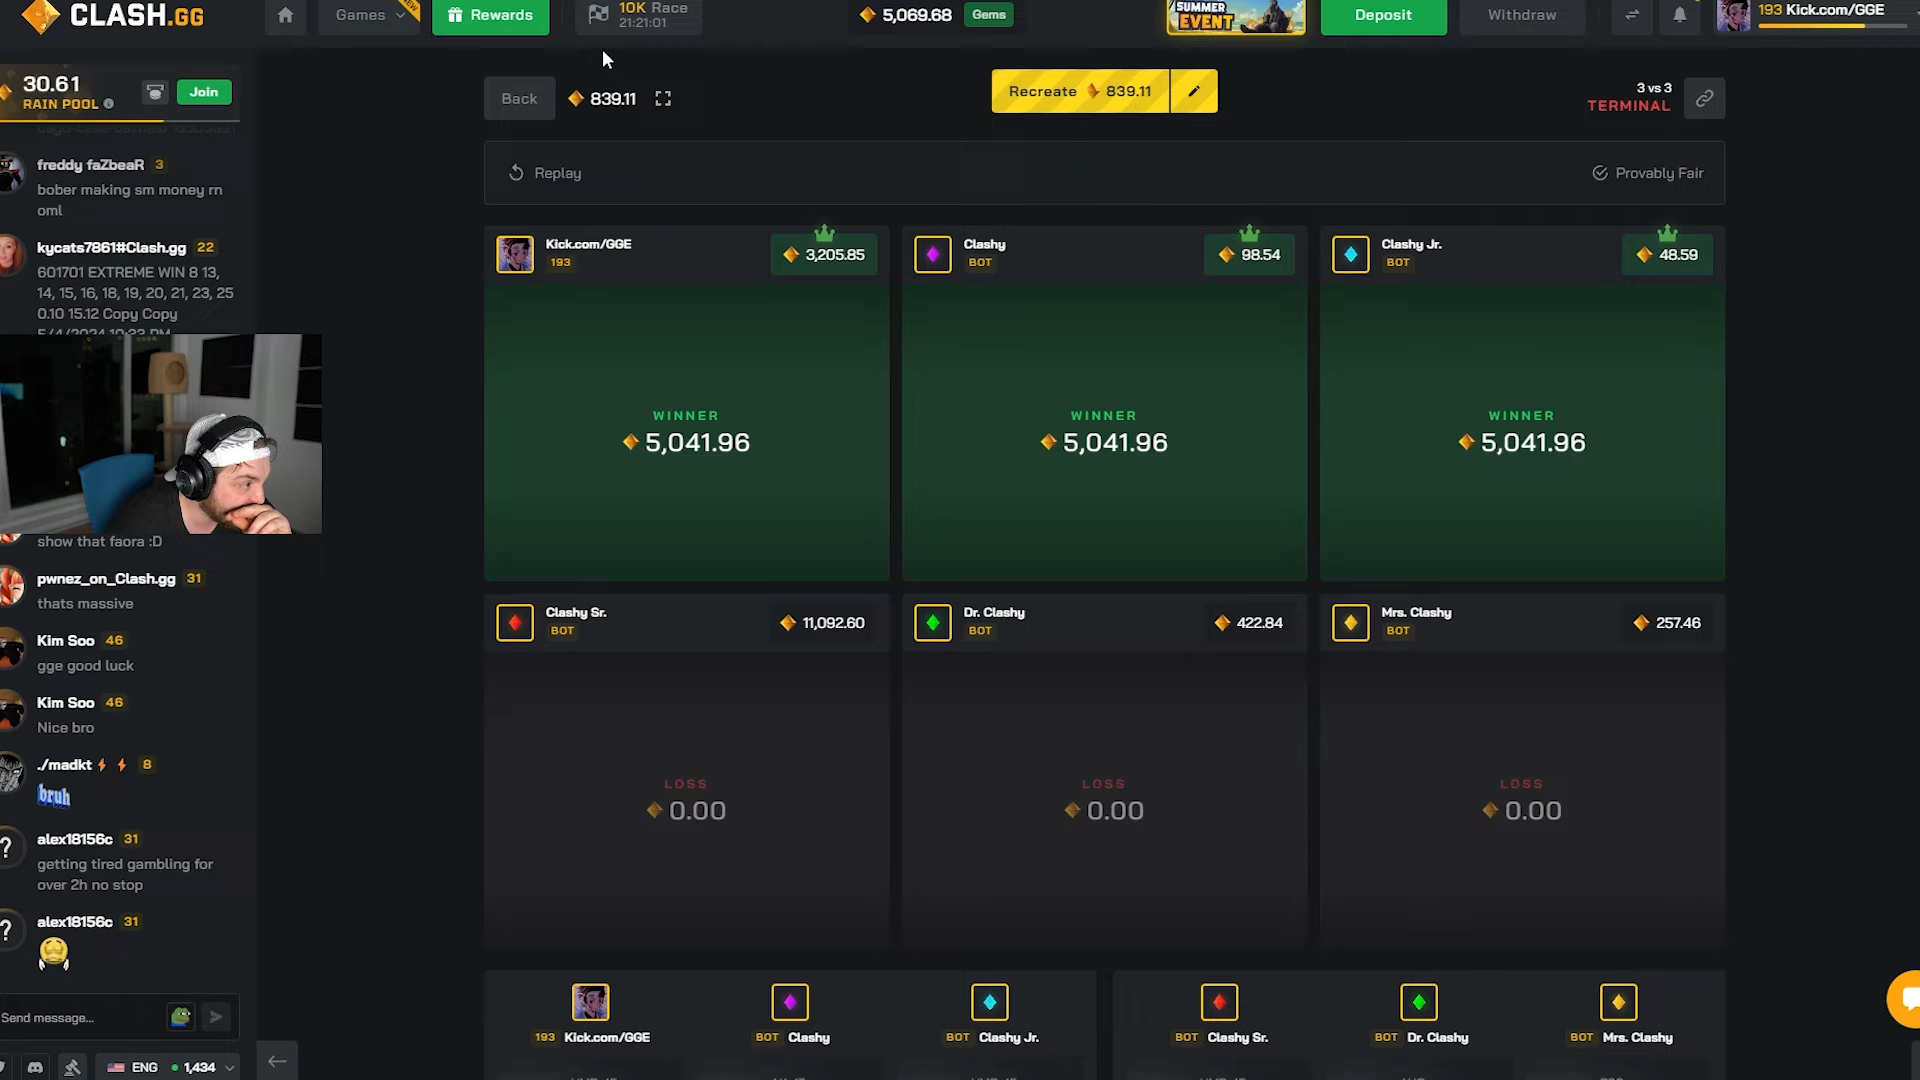 CLASH.GG
Games
NEW
Rewards
10K Race
21:21:01
5,069.68
Gems
SUMMER
EVENT
Deposit
Withdraw
193 Kick.com/GGE
30.61
RAIN POOL
Join
freddy faZbeaR 3
bober making sm money rn
oml
kycats7861#Clash.gg 22
601701 EXTREME WIN 8 13,
14, 15, 16, 18, 19, 20, 21, 23, 25
0.10 15.12 Copy Copy
5/4/2024 10:33 PM
show that faora :D
pwnez_on_Clash.gg 31
thats massive
Kim Soo 46
gge good luck
Kim Soo 46
Nice bro
./madkt 8
bruh
alex18156c 31
getting tired gambling for
over 2h no stop
alex18156c 31
Send message...
ENG 1,434
Back
839.11
Recreate 839.11
3 vs 3
TERMINAL
Replay
Provably Fair
Kick.com/GGE
193
3,205.85
WINNER
5,041.96
Clashy
BOT
98.54
WINNER
5,041.96
Clashy Jr.
BOT
48.59
WINNER
5,041.96
Clashy Sr.
BOT
11,092.60
LOSS
0.00
Dr. Clashy
BOT
422.84
LOSS
0.00
Mrs. Clashy
BOT
257.46
LOSS
0.00
193 Kick.com/GGE
BOT Clashy
BOT Clashy Jr.
BOT Clashy Sr.
BOT Dr. Clashy
BOT Mrs. Clashy